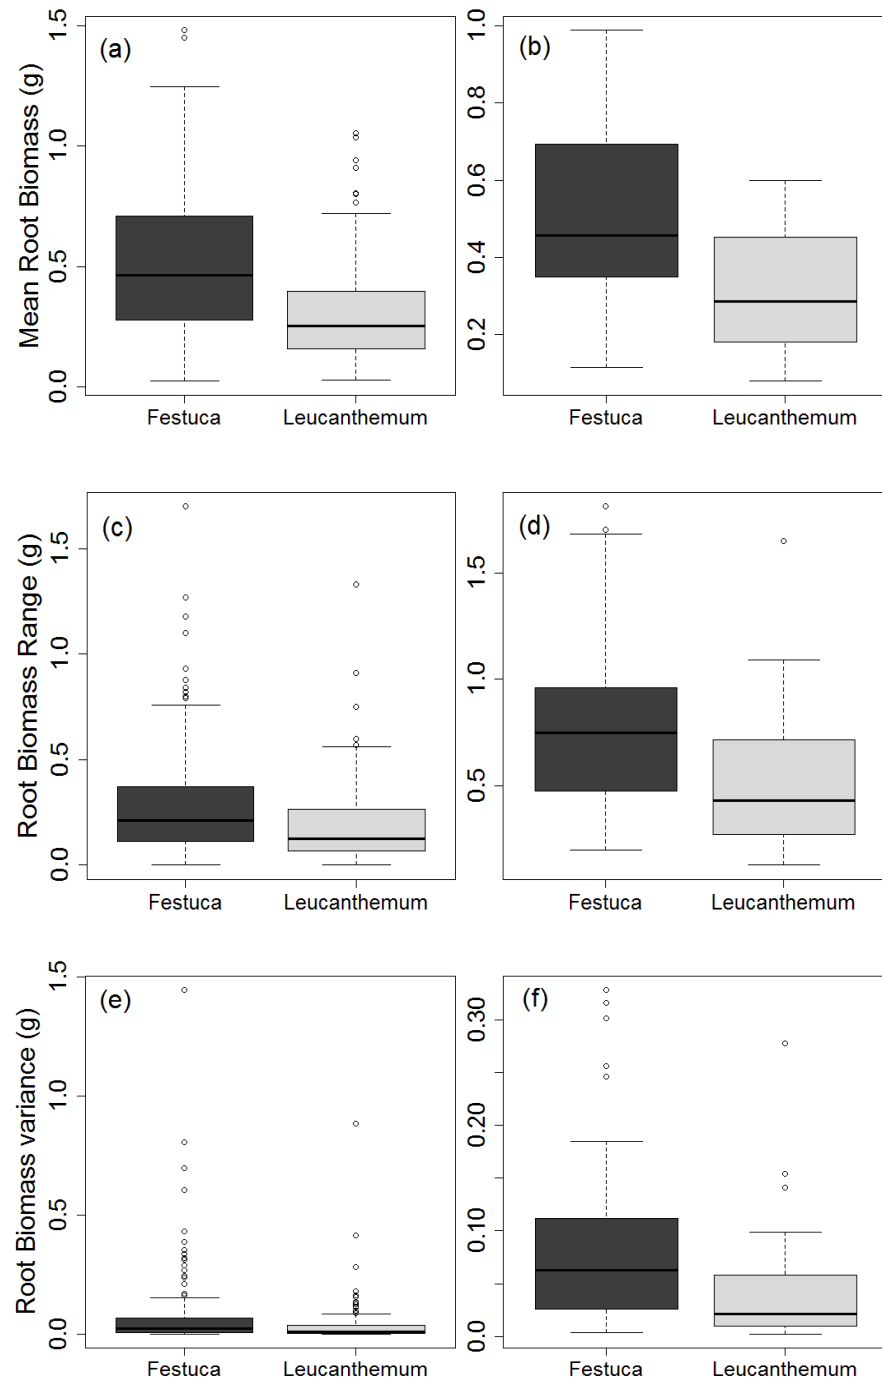 (a)
Mean Root Biomass (g)
0.0 0.5 1.0 1.5
Festuca Leucanthemum
(b)
0.2 0.4 0.6 0.8 1.0
Festuca Leucanthemum
(c)
Root Biomass Range (g)
0.0 0.5 1.0 1.5
Festuca Leucanthemum
(d)
0.5 1.0 1.5
Festuca Leucanthemum
(e)
Root Biomass variance (g)
0.0 0.5 1.0 1.5
Festuca Leucanthemum
(f)
0.0 0.10 0.20 0.30
Festuca Leucanthemum